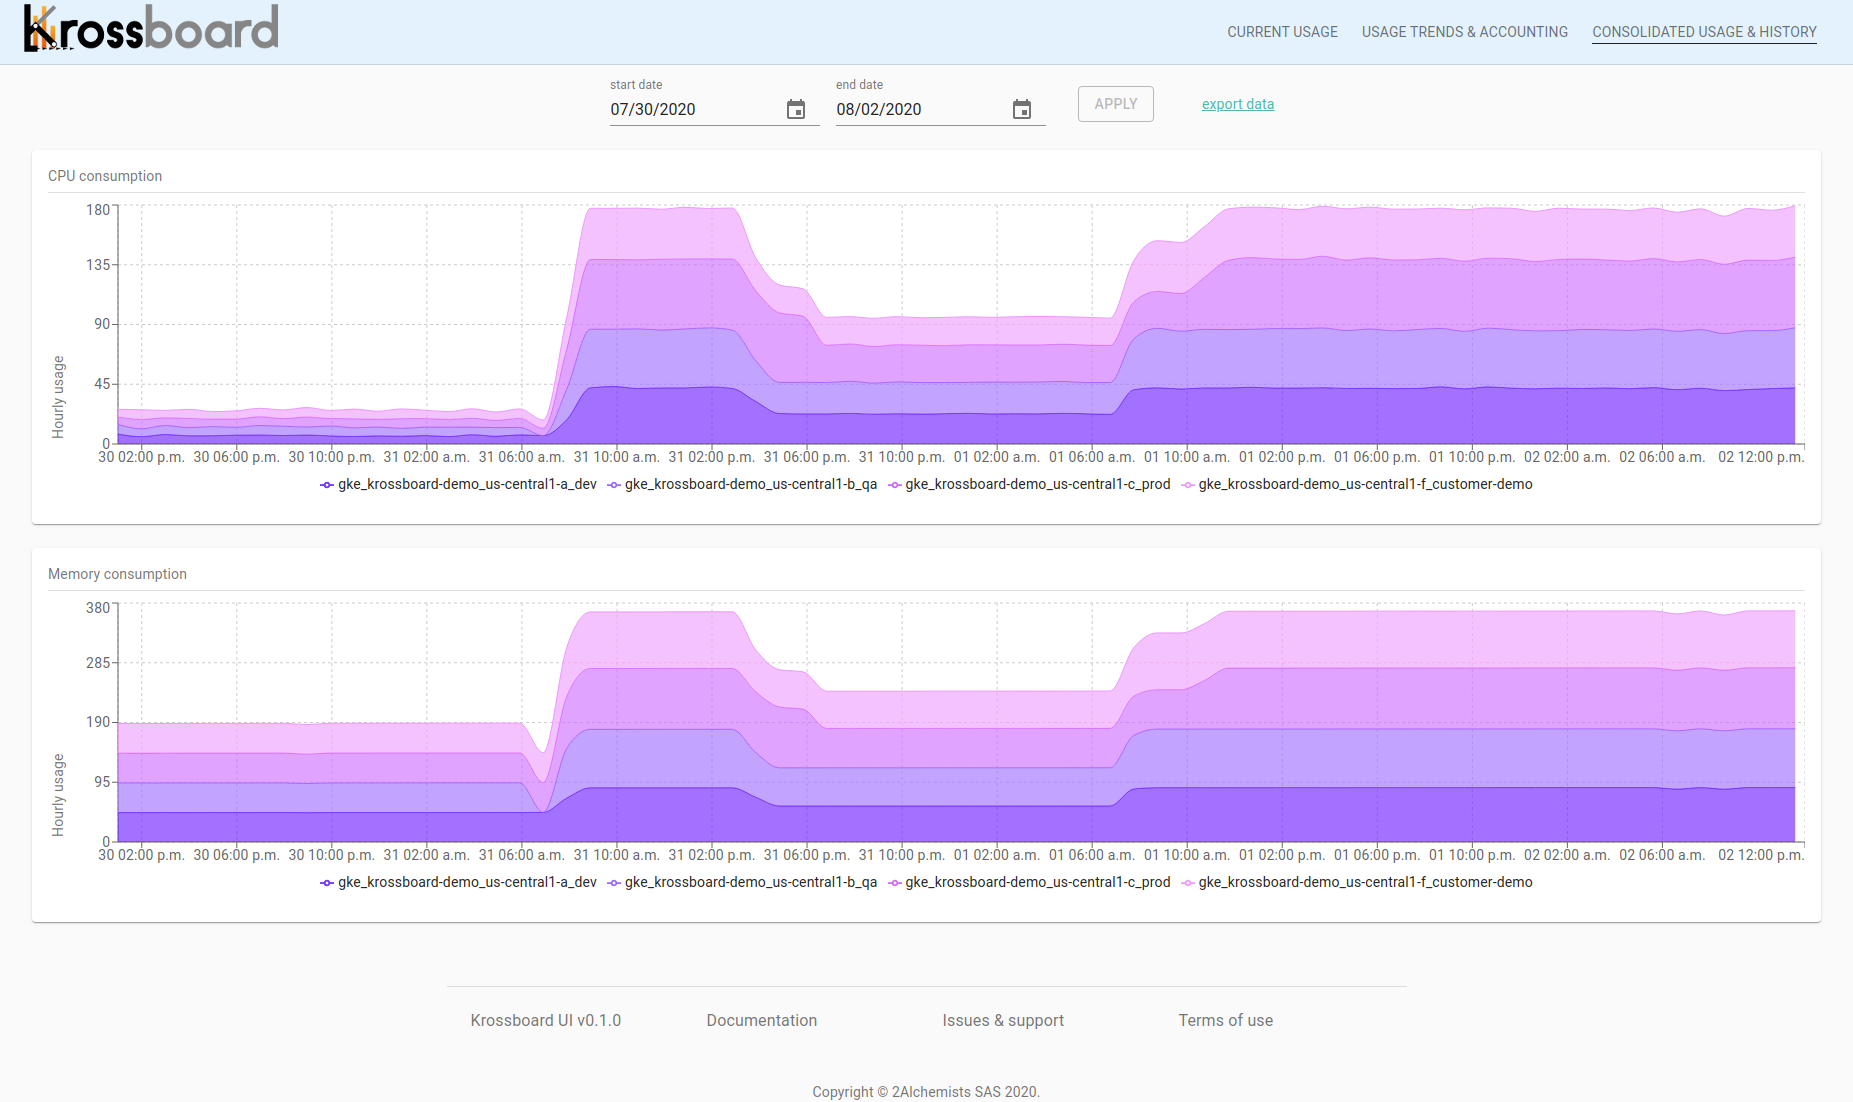 Krossboard
CURRENT USAGE USAGE TRENDS & ACCOUNTING CONSOLIDATED USAGE & HISTORY
start date end date
07/30/2020 08/02/2020 APPLY export data
CPU consumption
180
135
90
45
0
Hourly usage
30 02:00 p.m. 30 06:00 p.m. 30 10:00 p.m. 31 02:00 a.m. 31 06:00 a.m. 31 10:00 a.m. 31 02:00 p.m. 31 06:00 p.m. 31 10:00 p.m. 01 02:00 a.m. 01 06:00 a.m. 01 10:00 a.m. 01 02:00 p.m. 01 06:00 p.m. 01 10:00 p.m. 02 02:00 a.m. 02 06:00 a.m. 02 12:00 p.m.
gke_krossboard-demo_us-central1-a_dev gke_krossboard-demo_us-central1-b_qa gke_krossboard-demo_us-central1-c_prod gke_krossboard-demo_us-central1-f_customer-demo
Memory consumption
380
285
190
95
0
Hourly usage
30 02:00 p.m. 30 06:00 p.m. 30 10:00 p.m. 31 02:00 a.m. 31 06:00 a.m. 31 10:00 a.m. 31 02:00 p.m. 31 06:00 p.m. 31 10:00 p.m. 01 02:00 a.m. 01 06:00 a.m. 01 10:00 a.m. 01 02:00 p.m. 01 06:00 p.m. 01 10:00 p.m. 02 02:00 a.m. 02 06:00 a.m. 02 12:00 p.m.
gke_krossboard-demo_us-central1-a_dev gke_krossboard-demo_us-central1-b_qa gke_krossboard-demo_us-central1-c_prod gke_krossboard-demo_us-central1-f_customer-demo
Krossboard UI v0.1.0 Documentation Issues & support Terms of use
Copyright © 2Alchemists SAS 2020.